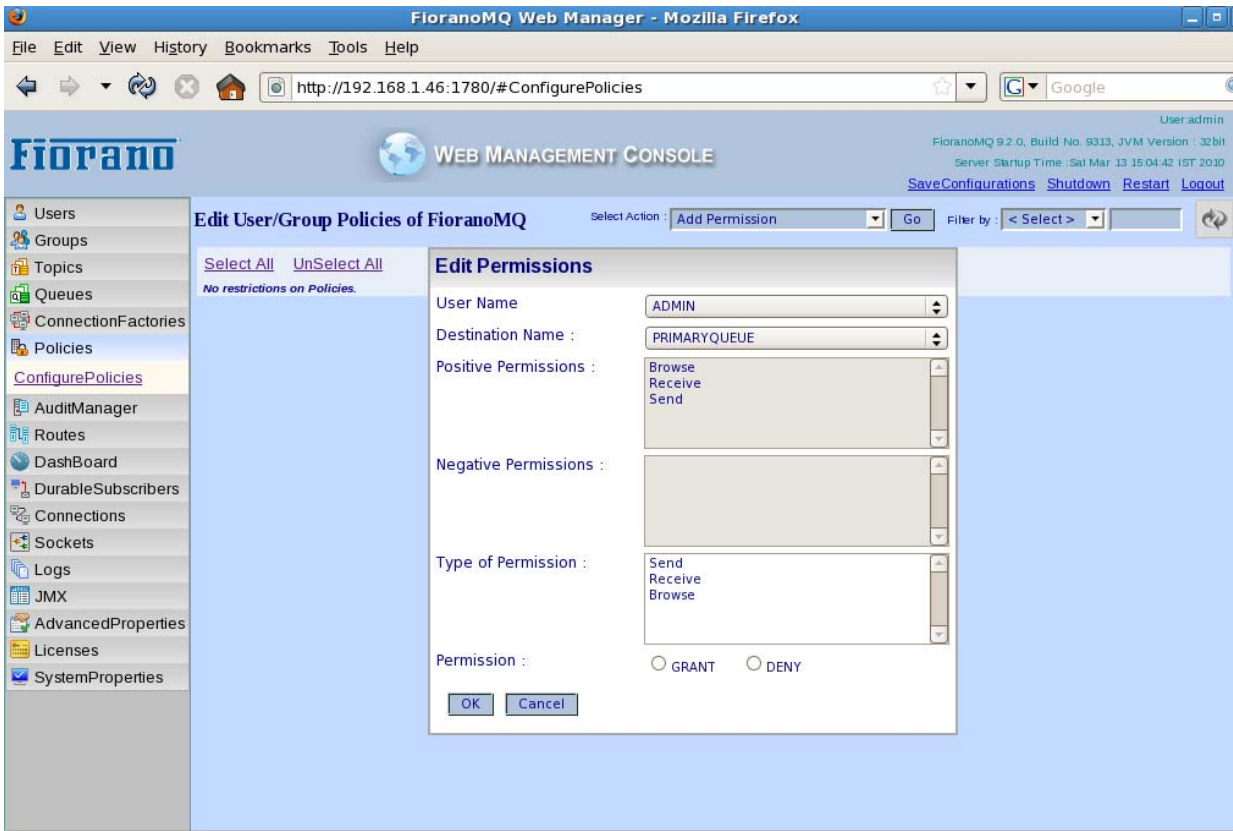 FioranoMQ Web Manager - Mozilla Firefox
File Edit View History Bookmarks Tools Help
http://192.168.1.46:1780/#ConfigurePolicies
G Google
User:admin
Fiorano
WEB MANAGEMENT CONSOLE
FioranoMQ 9.2.0, Build No. 9313, JVM Version : 32bit
Server Startup Time :Sat Mar 13 15:04:42 IST 2010
SaveConfigurations Shutdown Restart Logout
Users
Groups
Topics
Queues
ConnectionFactories
Policies
ConfigurePolicies
AuditManager
Routes
DashBoard
DurableSubscribers
Connections
Sockets
Logs
JMX
AdvancedProperties
Licenses
SystemProperties
Edit User/Group Policies of FioranoMQ
Select Action : Add Permission Go Filter by : < Select >
Select All UnSelect All
No restrictions on Policies.
Edit Permissions
User Name ADMIN
Destination Name : PRIMARYQUEUE
Positive Permissions : Browse
Receive
Send
Negative Permissions :
Type of Permission : Send
Receive
Browse
Permission : GRANT DENY
OK Cancel